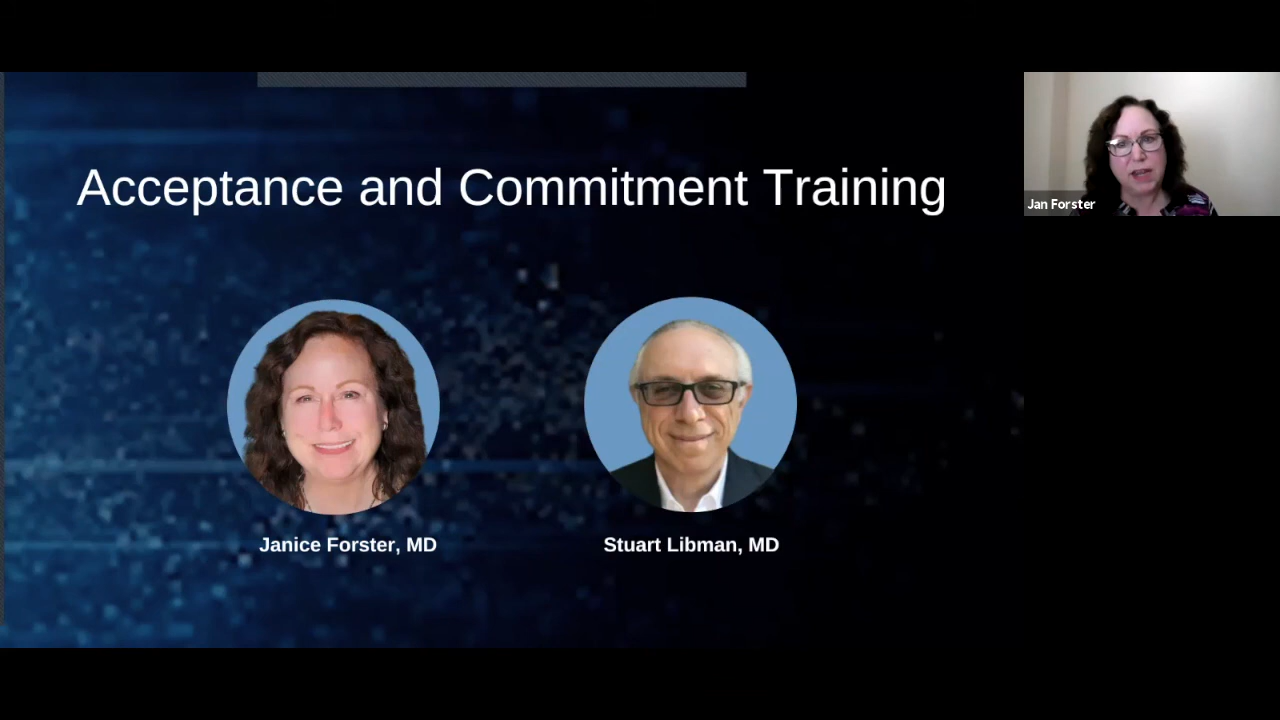 Acceptance and Commitment Training
Jan Forster
Janice Forster, MD
Stuart Libman, MD